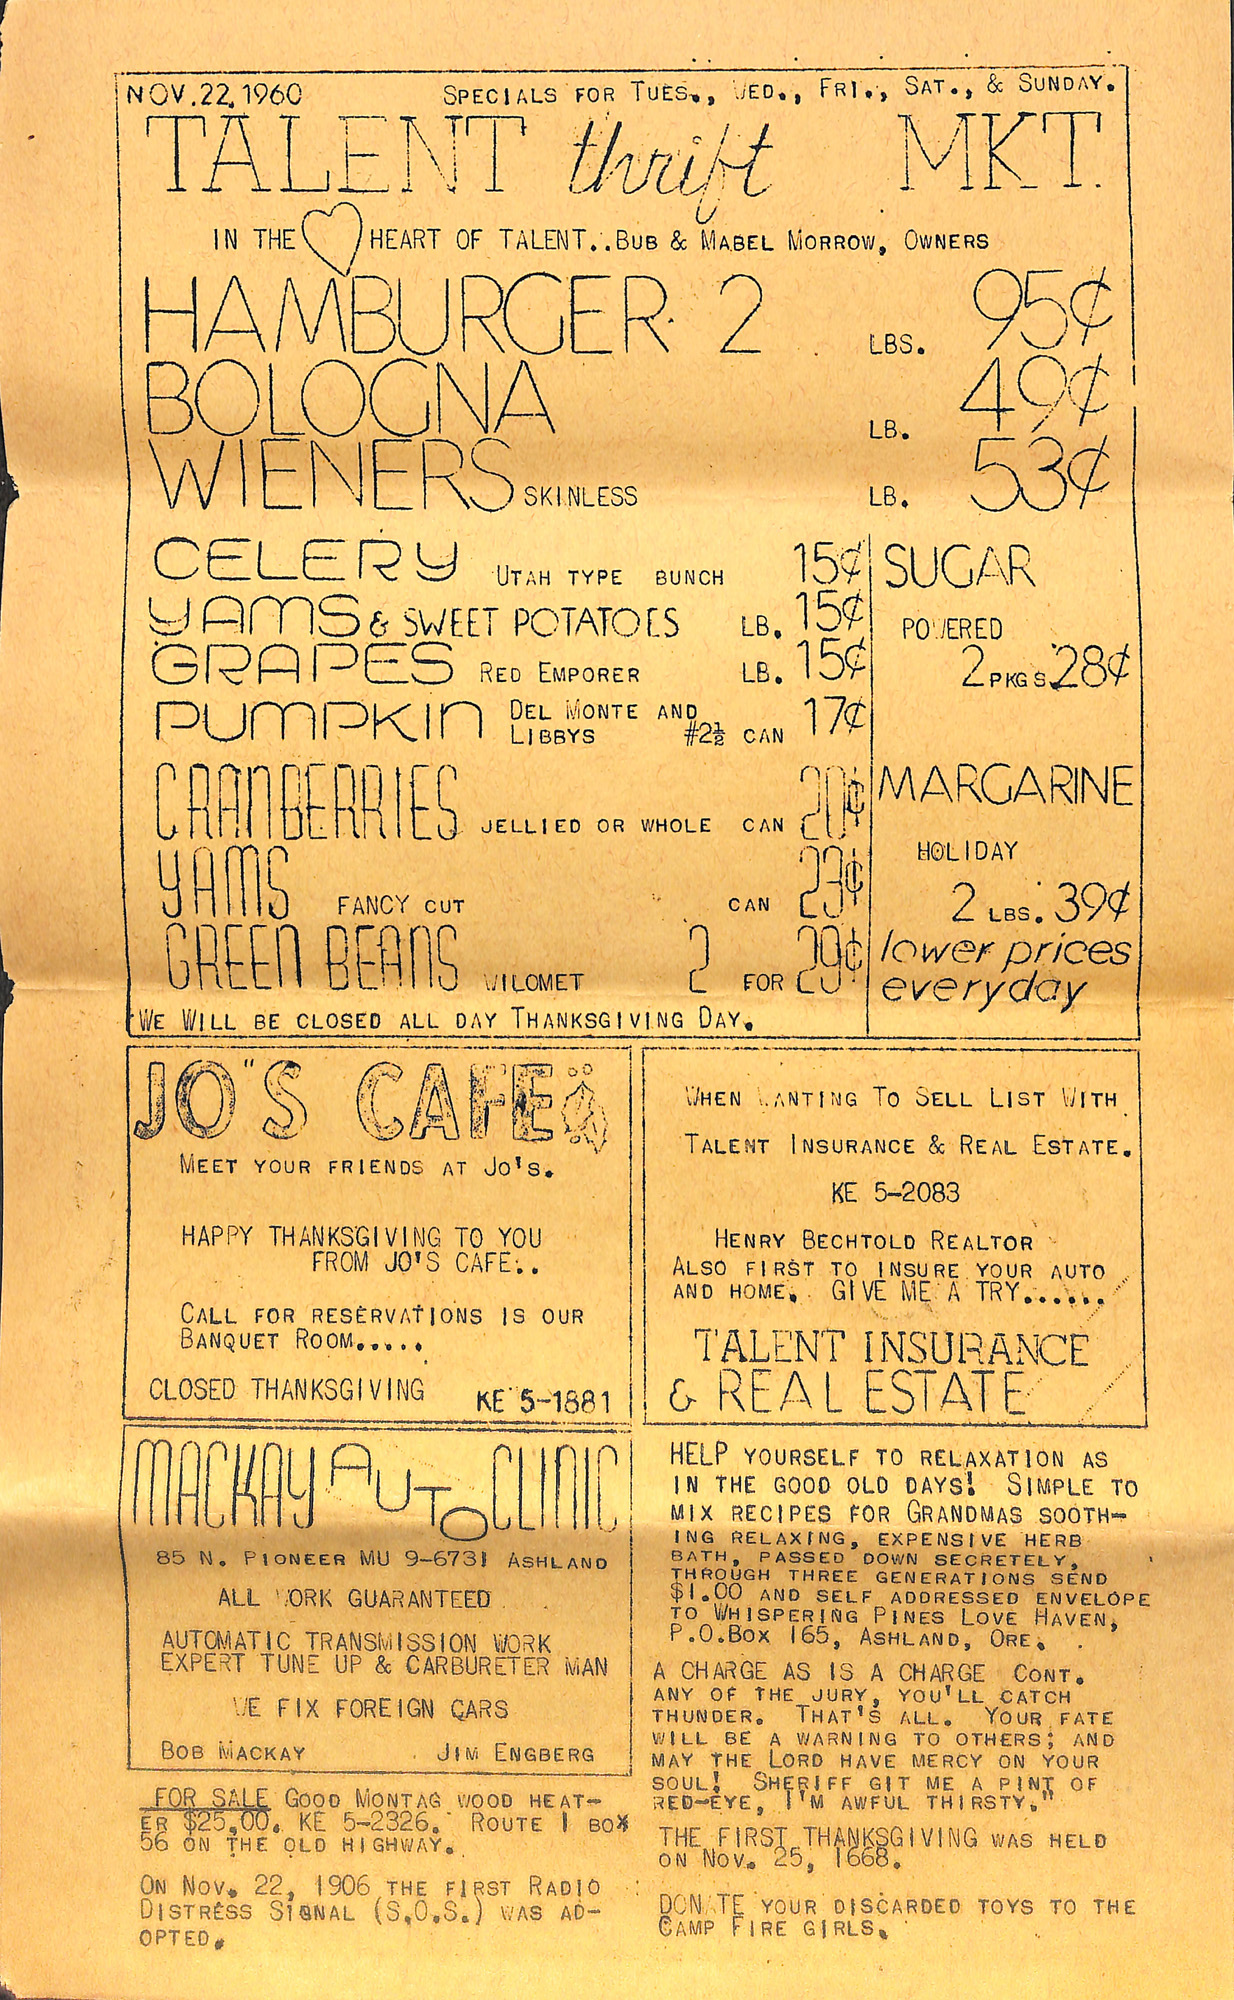 NOV. 22, 1960 SPECIALS FOR TUES., WED., FRI., SAT., & SUNDAY.
TALENT thrift MKT.
IN THE HEART OF TALENT..BUB & MABEL MORROW, OWNERS
HAMBURGER 2 LBS. 95¢
BOLOGNA LB. 49¢
WIENERS SKINLESS LB. 53¢
CELERY UTAH TYPE BUNCH 15¢
YAMS & SWEET POTATOES LB. 15¢
GRAPES RED EMPORER LB. 15¢
PUMPKIN DEL MONTE AND
LIBBYS #2½ CAN 17¢
CRANBERRIES JELLIED OR WHOLE CAN 20¢
YAMS FANCY CUT CAN 23¢
GREEN BEANS WILOMET 2 FOR 29¢
WE WILL BE CLOSED ALL DAY THANKSGIVING DAY.
SUGAR
POWERED
2 PKGS. 28¢
MARGARINE
HOLIDAY
2 LBS. 39¢
lower prices
everyday
JO"S CAFE
MEET YOUR FRIENDS AT JO'S.
HAPPY THANKSGIVING TO YOU
FROM JO'S CAFE...
CALL FOR RESERVATIONS IS OUR
BANQUET ROOM.....
CLOSED THANKSGIVING KE 5-1881
WHEN WANTING TO SELL LIST WITH
TALENT INSURANCE & REAL ESTATE.
KE 5-2083
HENRY BECHTOLD REALTOR
ALSO FIRST TO INSURE YOUR AUTO
AND HOME. GIVE ME A TRY......
TALENT INSURANCE
& REAL ESTATE
MACKAY AUTO CLINIC
85 N. PIONEER MU 9-6731 ASHLAND
ALL WORK GUARANTEED
AUTOMATIC TRANSMISSION WORK
EXPERT TUNE UP & CARBURETER MAN
WE FIX FOREIGN CARS
BOB MACKAY JIM ENGBERG
FOR SALE GOOD MONTAG WOOD HEAT-
ER $25,00. KE 5-2326. ROUTE 1 BOX
56 ON THE OLD HIGHWAY.
ON NOV. 22, 1906 THE FIRST RADIO
DISTRESS SIGNAL (S.O.S.) WAS AD-
OPTED.
HELP YOURSELF TO RELAXATION AS
IN THE GOOD OLD DAYS! SIMPLE TO
MIX RECIPES FOR GRANDMAS SOOTH-
ING RELAXING, EXPENSIVE HERB
BATH, PASSED DOWN SECRETELY,
THROUGH THREE GENERATIONS SEND
$1.00 AND SELF ADDRESSED ENVELOPE
TO WHISPERING PINES LOVE HAVEN,
P.O.BOX 165, ASHLAND, ORE.
A CHARGE AS IS A CHARGE CONT.
ANY OF THE JURY, YOU'LL CATCH
THUNDER. THAT'S ALL. YOUR FATE
WILL BE A WARNING TO OTHERS; AND
MAY THE LORD HAVE MERCY ON YOUR
SOUL! SHERIFF GIT ME A PINT OF
RED-EYE, I'M AWFUL THIRSTY."
THE FIRST THANKSGIVING WAS HELD
ON NOV. 25, 1668.
DONATE YOUR DISCARDED TOYS TO THE
CAMP FIRE GIRLS.